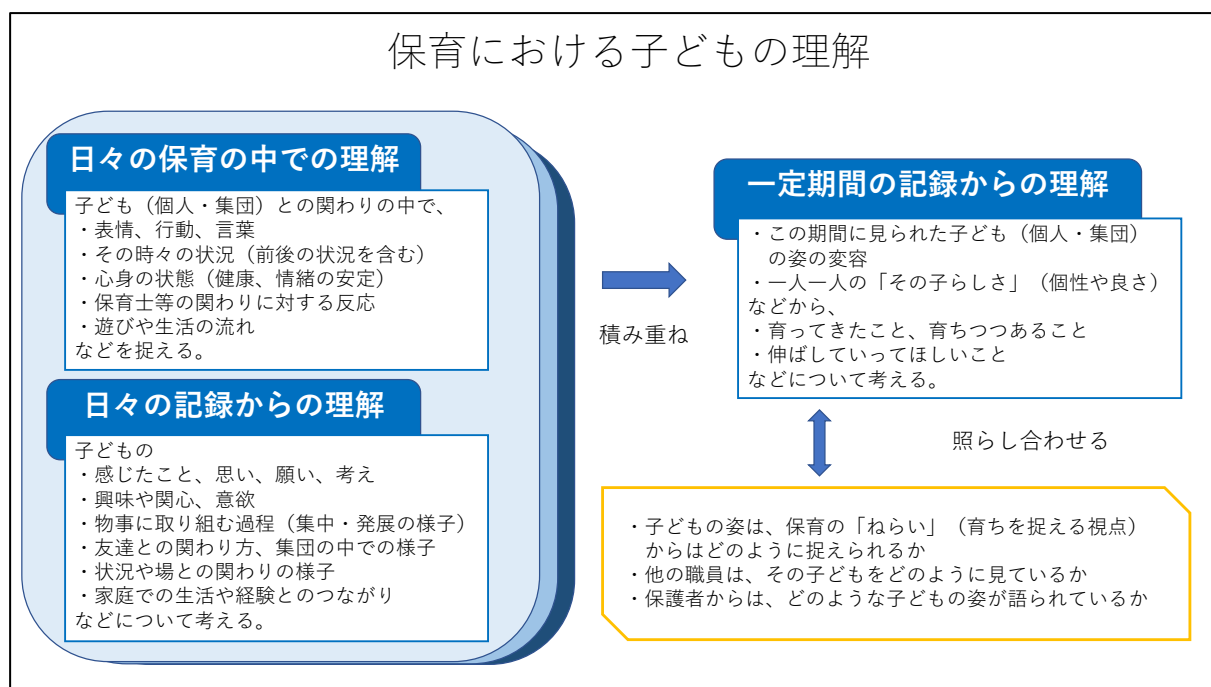 保育における子どもの理解
日々の保育の中での理解
子ども（個人・集団）との関わりの中で、
・表情、行動、言葉
・その時々の状況（前後の状況を含む）
・心身の状態（健康、情緒の安定）
・保育士等の関わりに対する反応
・遊びや生活の流れ
などを捉える。
日々の記録からの理解
子どもの
・感じたこと、思い、願い、考え
・興味や関心、意欲
・物事に取り組む過程（集中・発展の様子）
・友達との関わり方、集団の中での様子
・状況や場との関わりの様子
・家庭での生活や経験とのつながり
などについて考える。
積み重ね
一定期間の記録からの理解
・この期間に見られた子ども（個人・集団）
の姿の変容
・一人一人の「その子らしさ」（個性や良さ）
などから、
・育ってきたこと、育ちつつあること
・伸ばしていってほしいこと
などについて考える。
照らし合わせる
・子どもの姿は、保育の「ねらい」（育ちを捉える視点）
からはどのように捉えられるか
・他の職員は、その子どもをどのように見ているか
・保護者からは、どのような子どもの姿が語られているか